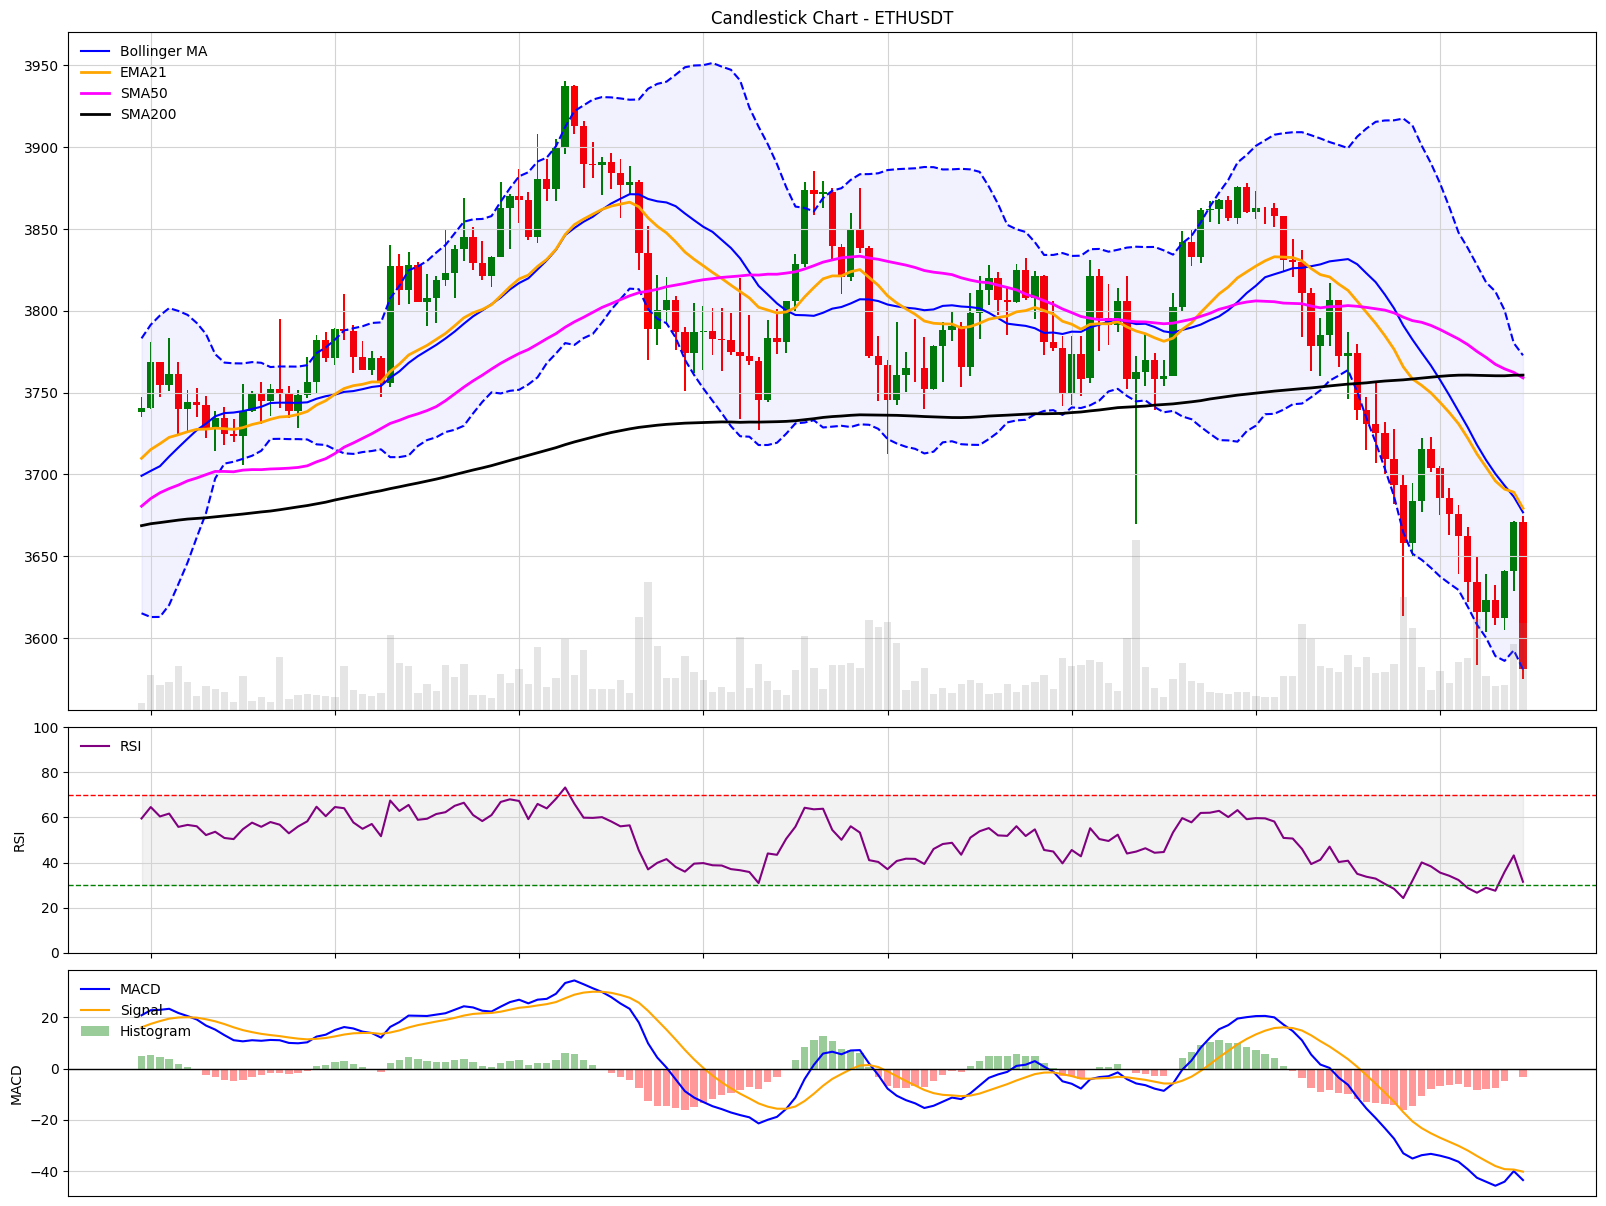 Candlestick Chart - ETHUSDT
Bollinger MA
EMA21
SMA50
SMA200
3950
3900
3850
3800
3750
3700
3650
3600
RSI
100
80
60
40
20
0
RSI
MACD
Signal
Histogram
20
0
−20
−40
MACD